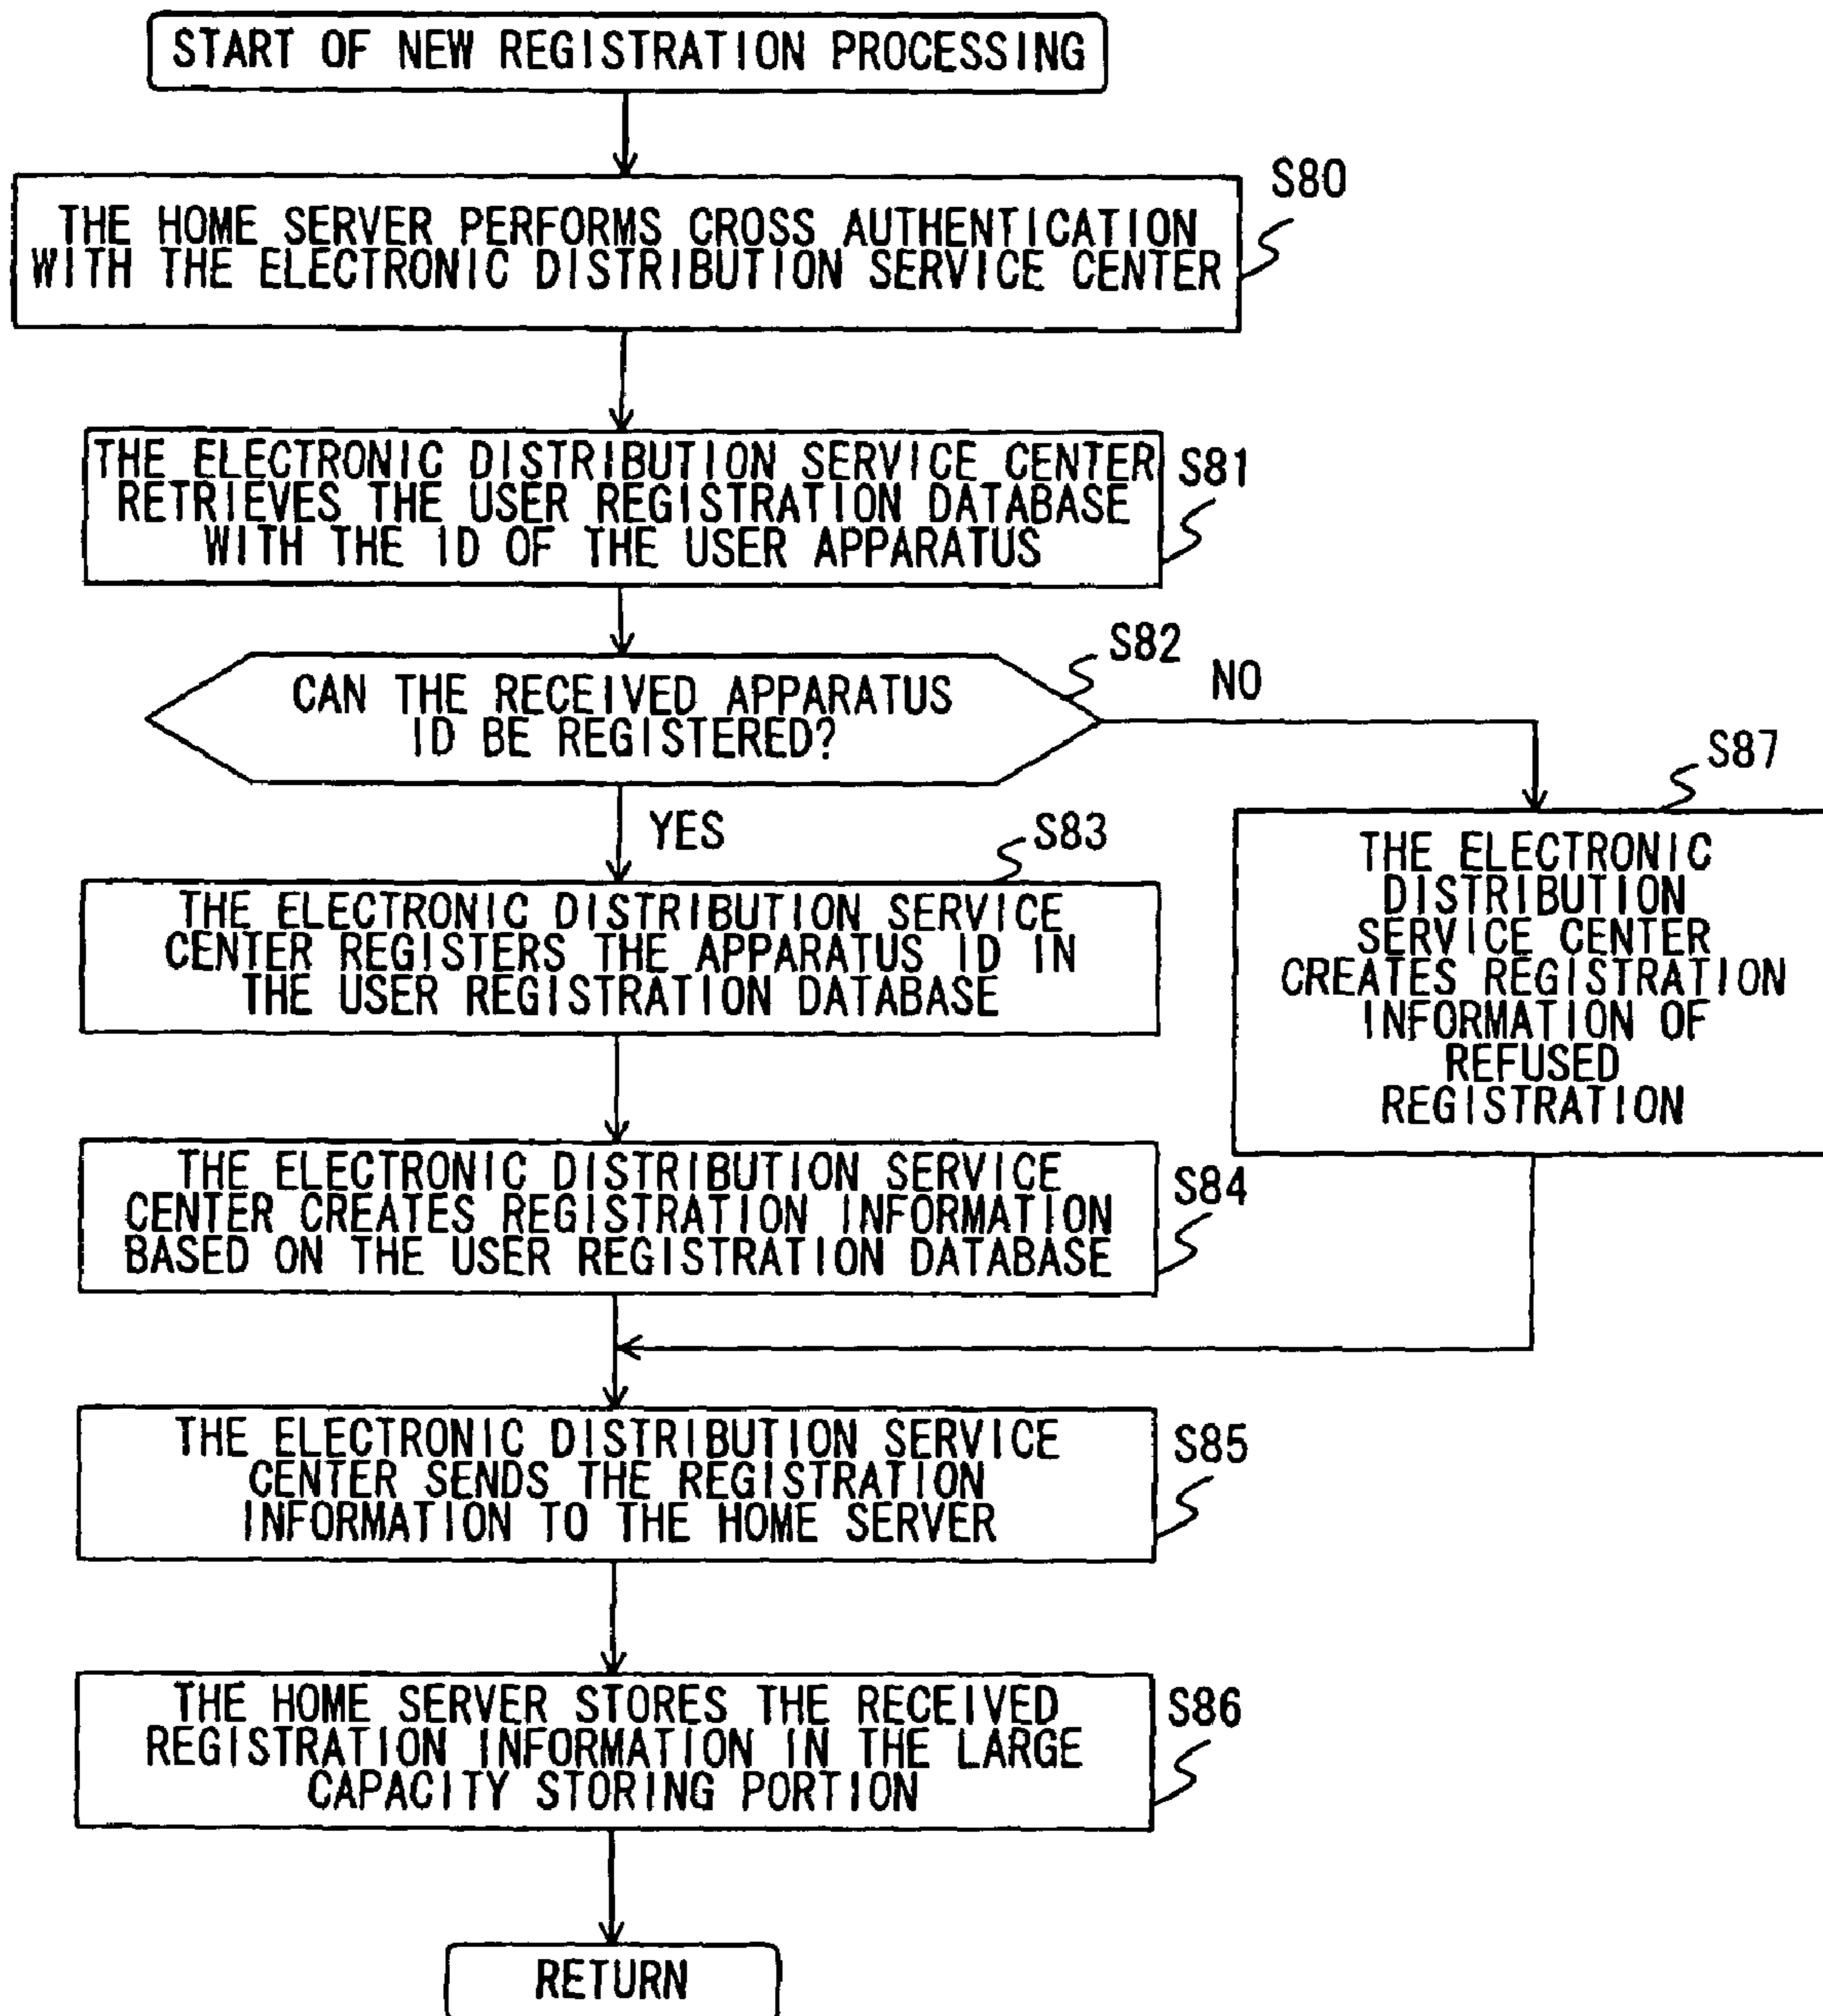 START OF NEW REGISTRATION PROCESSING
S80
THE HOME SERVER PERFORMS CROSS AUTHENTICATION
WITH THE ELECTRONIC DISTRIBUTION SERVICE CENTER
S81
THE ELECTRONIC DISTRIBUTION SERVICE CENTER
RETRIEVES THE USER REGISTRATION DATABASE
WITH THE ID OF THE USER APPARATUS
S82
CAN THE RECEIVED APPARATUS
ID BE REGISTERED?
NO
YES
S83
THE ELECTRONIC DISTRIBUTION SERVICE
CENTER REGISTERS THE APPARATUS ID IN
THE USER REGISTRATION DATABASE
S87
THE ELECTRONIC
DISTRIBUTION
SERVICE CENTER
CREATES REGISTRATION
INFORMATION OF
REFUSED
REGISTRATION
S84
THE ELECTRONIC DISTRIBUTION SERVICE
CENTER CREATES REGISTRATION INFORMATION
BASED ON THE USER REGISTRATION DATABASE
S85
THE ELECTRONIC DISTRIBUTION SERVICE
CENTER SENDS THE REGISTRATION
INFORMATION TO THE HOME SERVER
S86
THE HOME SERVER STORES THE RECEIVED
REGISTRATION INFORMATION IN THE LARGE
CAPACITY STORING PORTION
RETURN